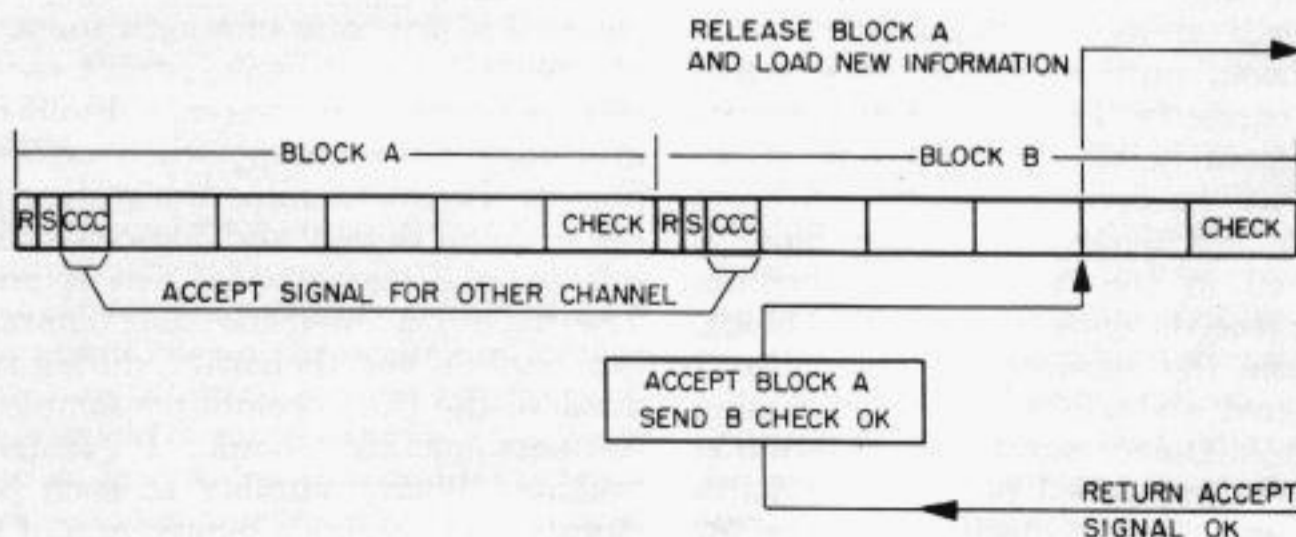 RELEASE BLOCK A
AND LOAD NEW INFORMATION
BLOCK A
BLOCK B
R S CCC CHECK R S CCC CHECK
ACCEPT SIGNAL FOR OTHER CHANNEL
ACCEPT BLOCK A
SEND B CHECK OK
RETURN ACCEPT
SIGNAL OK